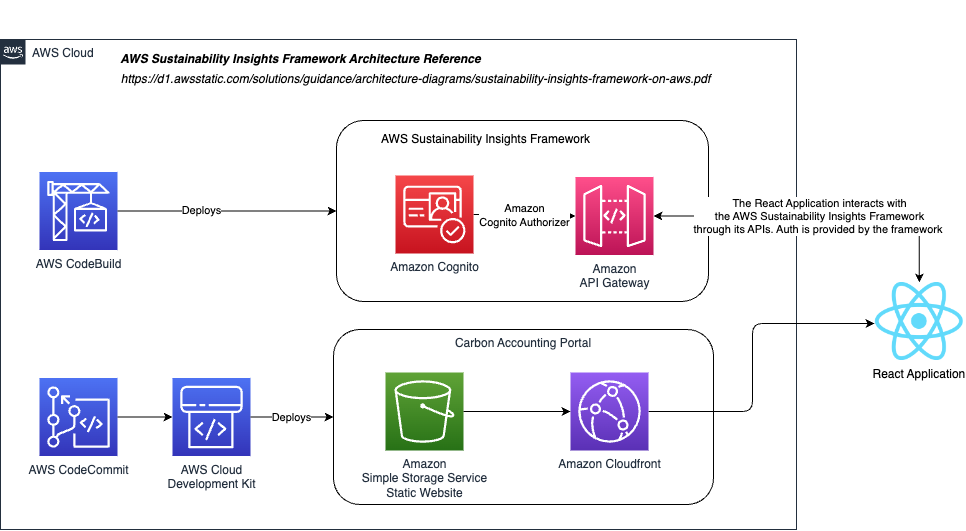 aws
AWS Cloud
AWS Sustainability Insights Framework Architecture Reference
https://d1.awsstatic.com/solutions/guidance/architecture-diagrams/sustainability-insights-framework-on-aws.pdf
AWS Sustainability Insights Framework
Deploys
Amazon
Cognito Authorizer
The React Application interacts with
the AWS Sustainability Insights Framework
through its APIs. Auth is provided by the framework
AWS CodeBuild
Amazon Cognito
Amazon
API Gateway
Carbon Accounting Portal
React Application
Deploys
AWS CodeCommit
AWS Cloud
Development Kit
Amazon
Simple Storage Service
Static Website
Amazon Cloudfront